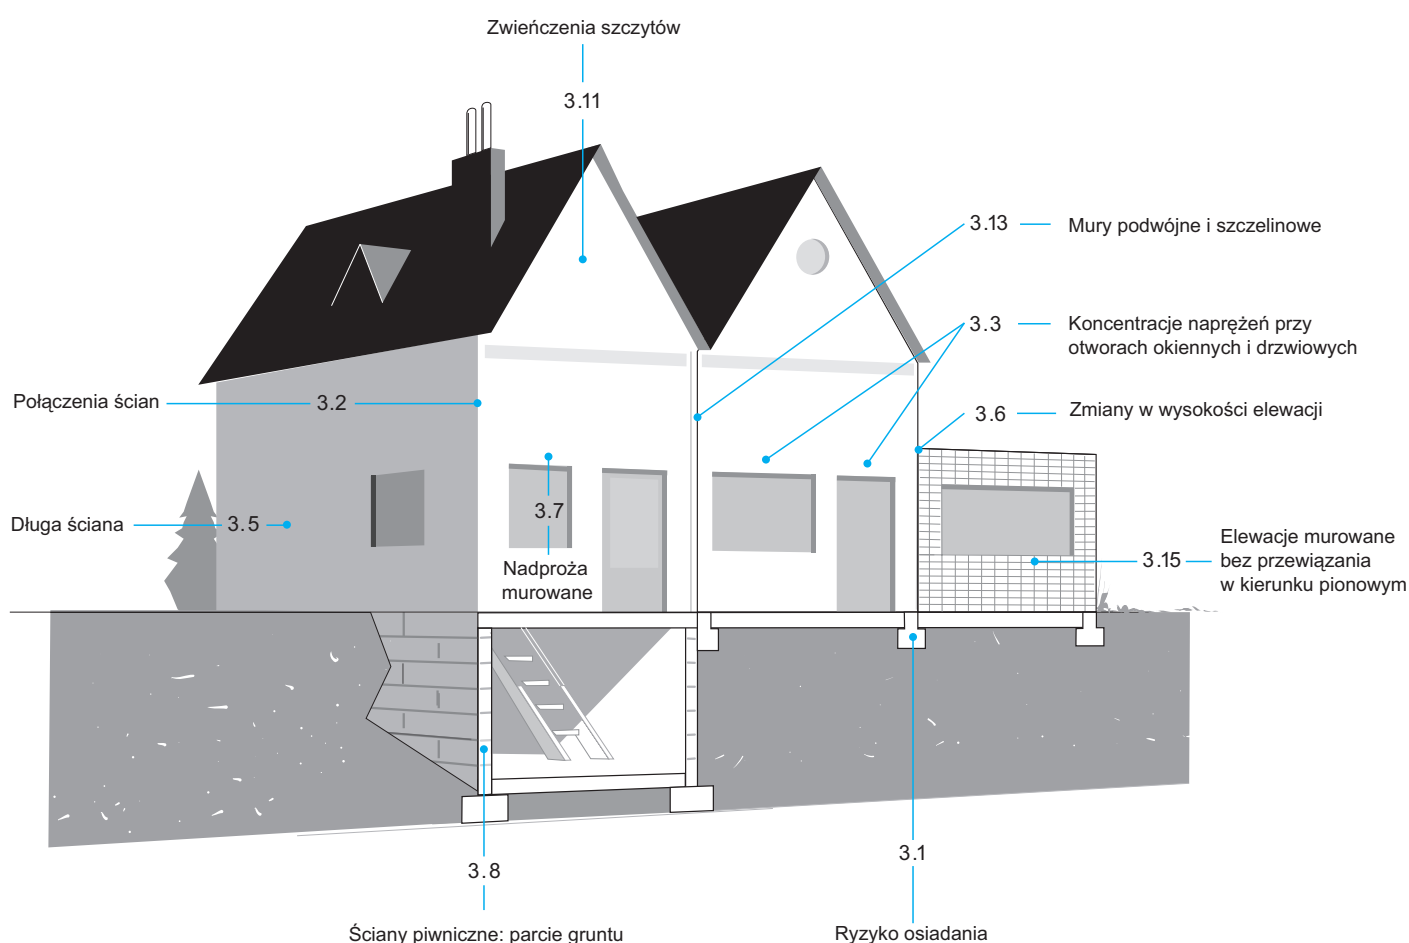 Zwieńczenia szczytów
3.11
3.13 Mury podwójne i szczelinowe
3.3 Koncentracje naprężeń przy
otworach okiennych i drzwiowych
Połączenia ścian 3.2
3.6 Zmiany w wysokości elewacji
Długa ściana 3.5
3.7
Nadproża
murowane
3.15 Elewacje murowane
bez przewiązania
w kierunku pionowym
3.1
3.8
Ściany piwniczne: parcie gruntu
Ryzyko osiadania